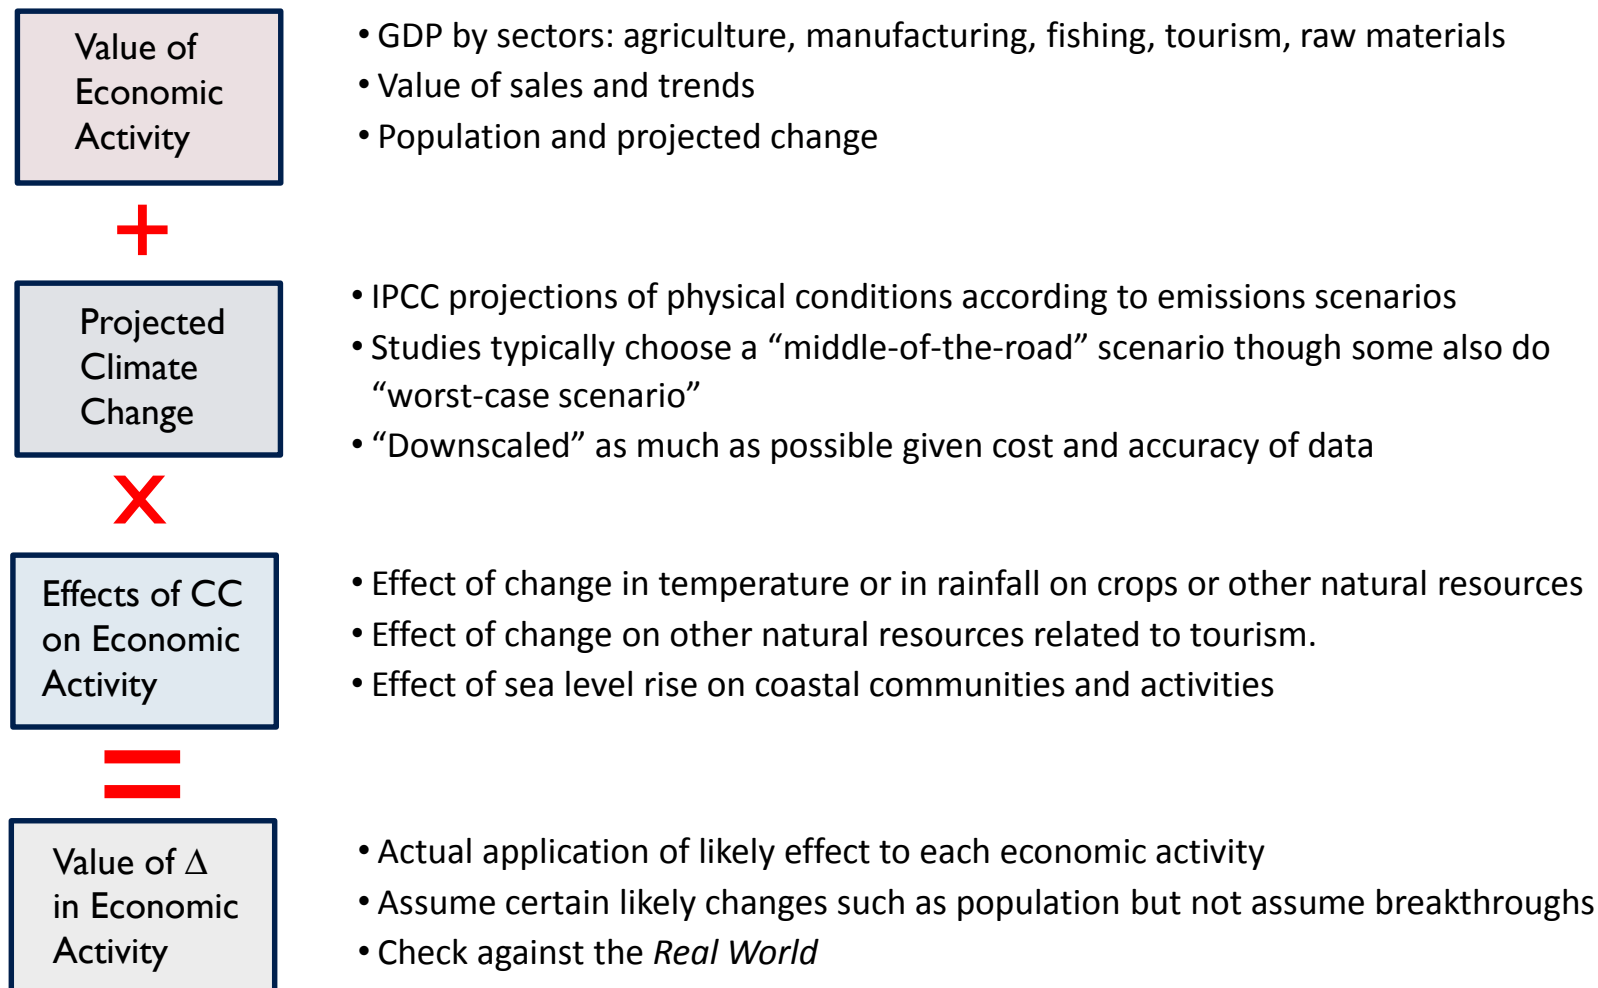 Value of
Economic
Activity
• GDP by sectors: agriculture, manufacturing, fishing, tourism, raw materials
• Value of sales and trends
• Population and projected change
+
Projected
Climate
Change
• IPCC projections of physical conditions according to emissions scenarios
• Studies typically choose a “middle-of-the-road” scenario though some also do
“worst-case scenario”
• “Downscaled” as much as possible given cost and accuracy of data
X
Effects of CC
on Economic
Activity
• Effect of change in temperature or in rainfall on crops or other natural resources
• Effect of change on other natural resources related to tourism.
• Effect of sea level rise on coastal communities and activities
=
Value of Δ
in Economic
Activity
• Actual application of likely effect to each economic activity
• Assume certain likely changes such as population but not assume breakthroughs
• Check against the Real World